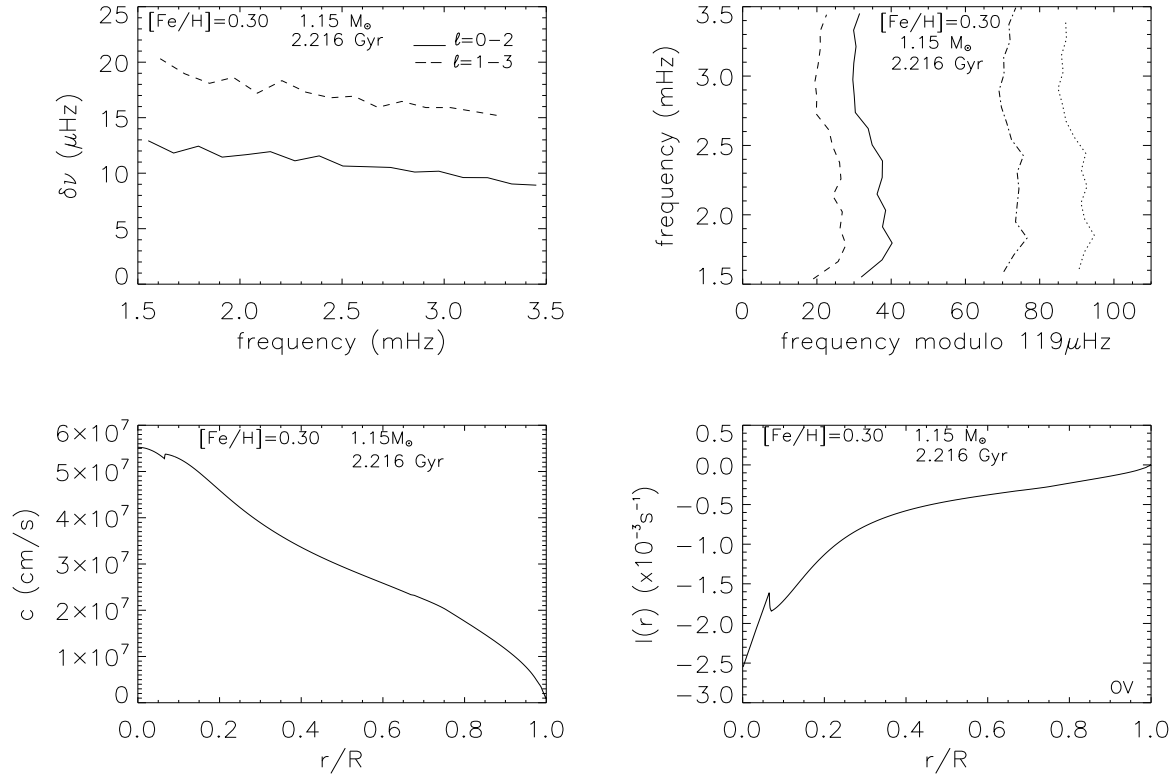 [Fe/H]=0.30 1.15 M⊙
2.216 Gyr
ℓ=0−2
ℓ=1−3
25
20
15
10
5
0
δν (μHz)
1.5 2.0 2.5 3.0 3.5
frequency (mHz)
[Fe/H]=0.30
1.15 M⊙
2.216 Gyr
3.5
3.0
2.5
2.0
1.5
frequency (mHz)
0 20 40 60 80 100
frequency modulo 119μHz
[Fe/H]=0.30 1.15M⊙
2.216 Gyr
6×10⁷
5×10⁷
4×10⁷
3×10⁷
2×10⁷
1×10⁷
0
c (cm/s)
0.0 0.2 0.4 0.6 0.8 1.0
r/R
[Fe/H]=0.30 1.15 M⊙
2.216 Gyr
0.5
0.0
−0.5
−1.0
−1.5
−2.0
−2.5
−3.0
I(r) (x10⁻³s⁻¹)
OV
0.0 0.2 0.4 0.6 0.8 1.0
r/R